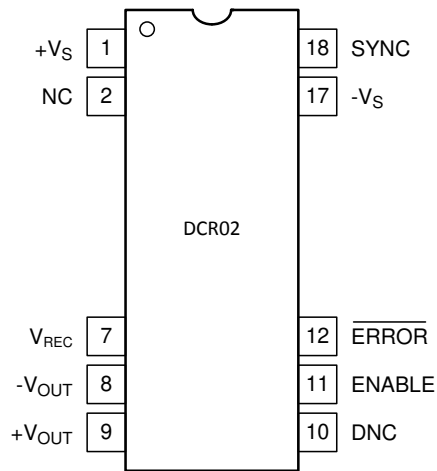 +VS 1 18 SYNC
NC 2 17 -VS
DCR02
VREC 7 12 ERROR
-VOUT 8 11 ENABLE
+VOUT 9 10 DNC